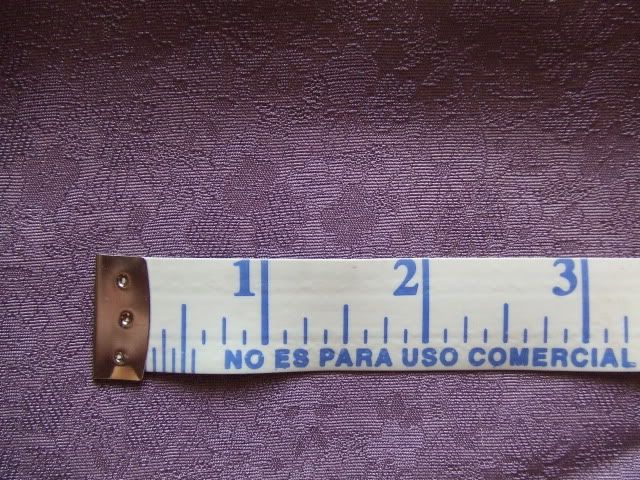 1 2 3
NO ES PARA USO COMERCIAL